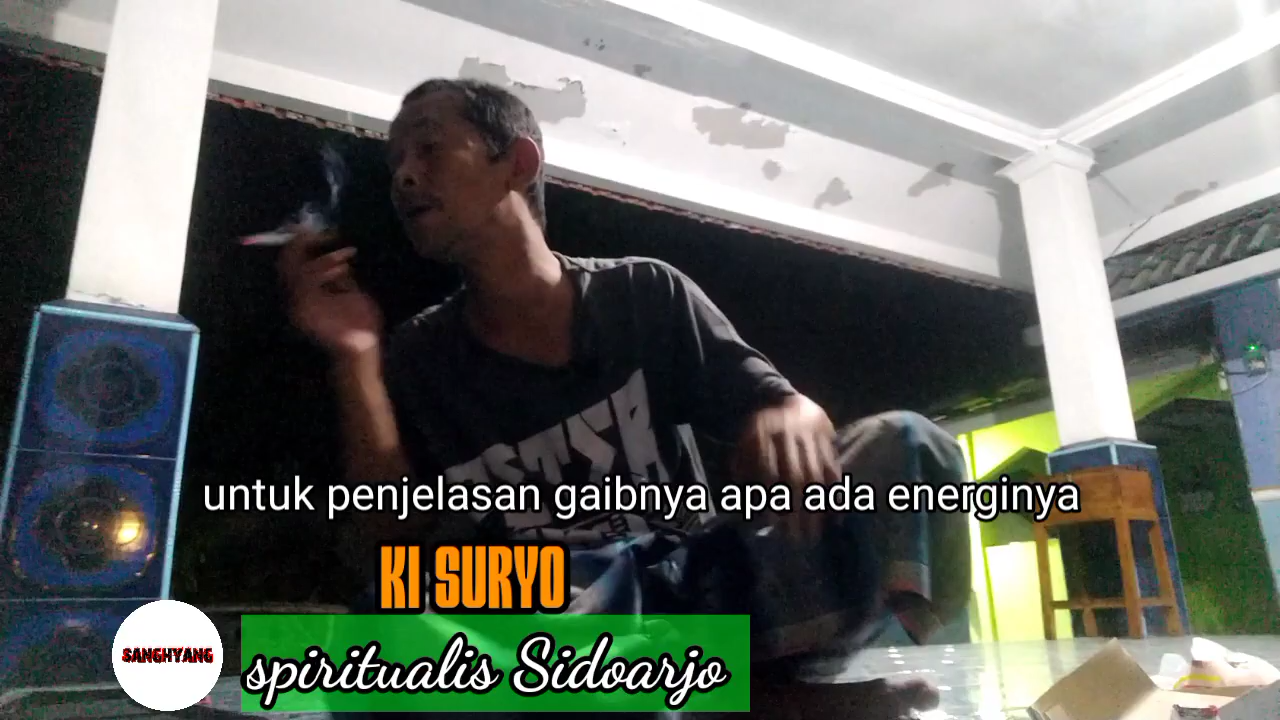 untuk penjelasan gaibnya apa ada energinya
KI SURYO
SANGHYANG
spiritualis Sidoarjo